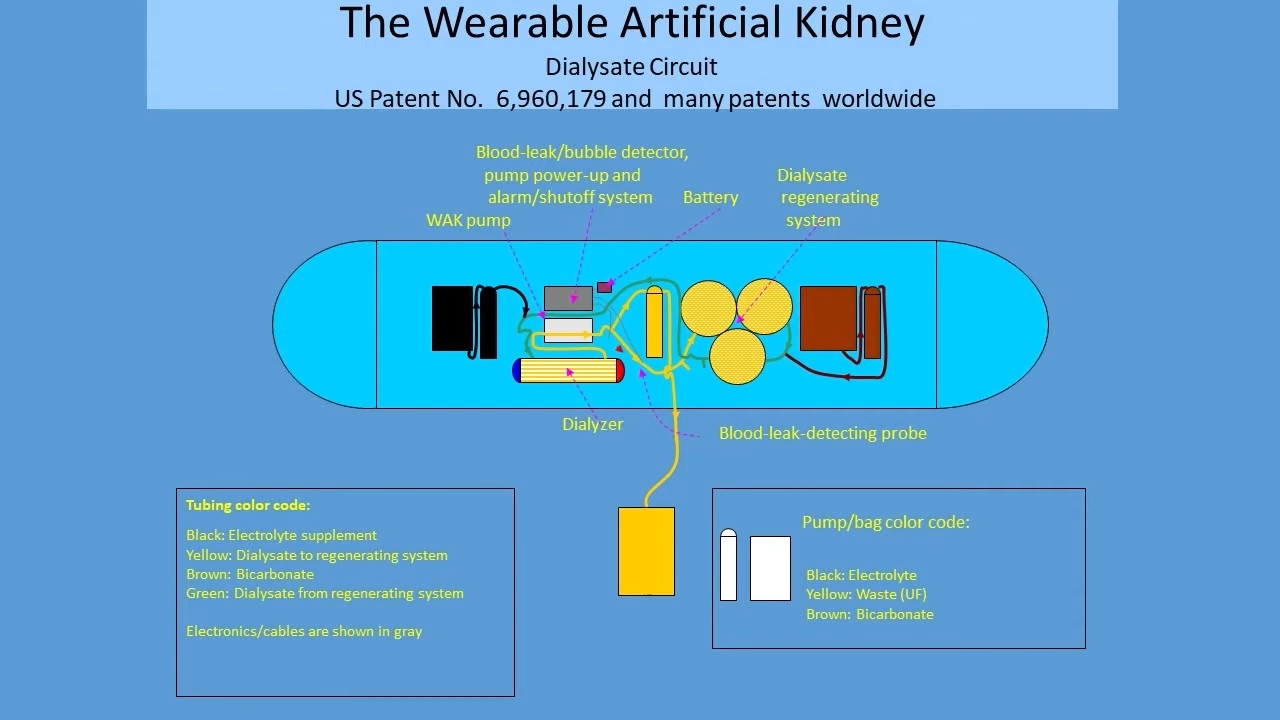 The Wearable Artificial Kidney
Dialysate Circuit
US Patent No. 6,960,179 and many patents worldwide
Blood-leak/bubble detector,
pump power-up and
alarm/shutoff system
WAK pump
Battery
Dialysate
regenerating
system
Dialyzer
Blood-leak-detecting probe
Tubing color code:
Black: Electrolyte supplement
Yellow: Dialysate to regenerating system
Brown: Bicarbonate
Green: Dialysate from regenerating system
Electronics/cables are shown in gray
Pump/bag color code:
Black: Electrolyte
Yellow: Waste (UF)
Brown: Bicarbonate